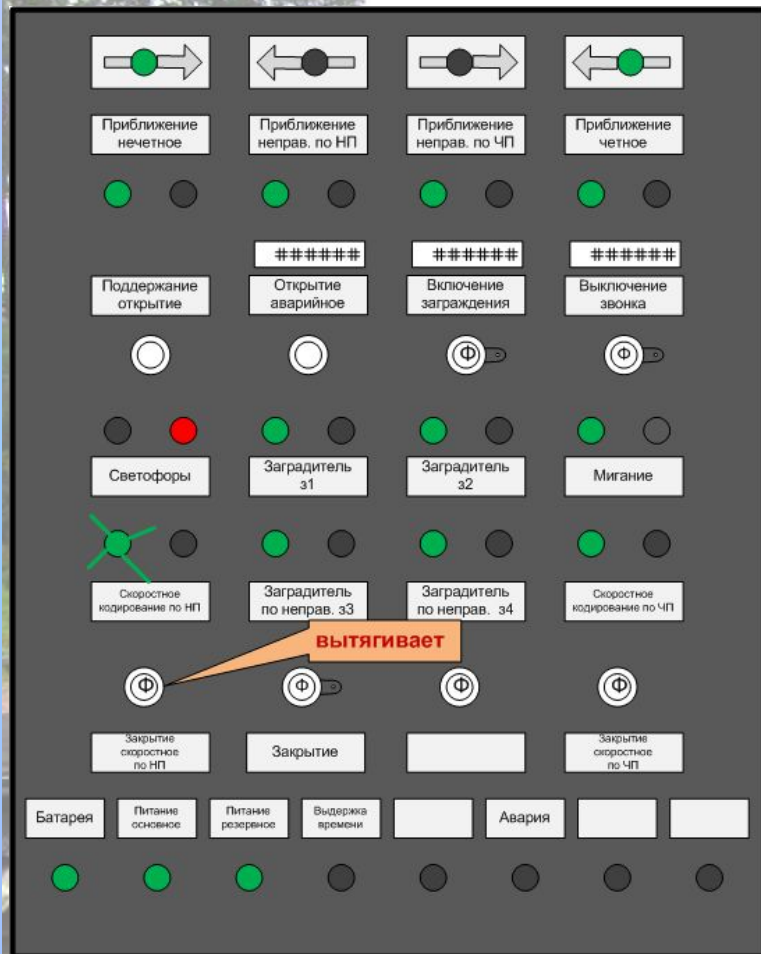 Приближение
нечетное
Приближение
неправ. по НП
Приближение
неправ. по ЧП
Приближение
четное
######
######
######
Поддержание
открытие
Открытие
аварийное
Включение
заграждения
Выключение
звонка
Ф
Ф
Светофоры
Заградитель
з1
Заградитель
з2
Мигание
Скоростное
кодирование по НП
Заградитель
по неправ. з3
Заградитель
по неправ. з4
Скоростное
кодирование по ЧП
вытягивает
Ф
Ф
Ф
Ф
Закрытие
скоростное
по НП
Закрытие
Закрытие
скоростное
по ЧП
Батарея
Питание
основное
Питание
резервное
Выдержка
времени
Авария